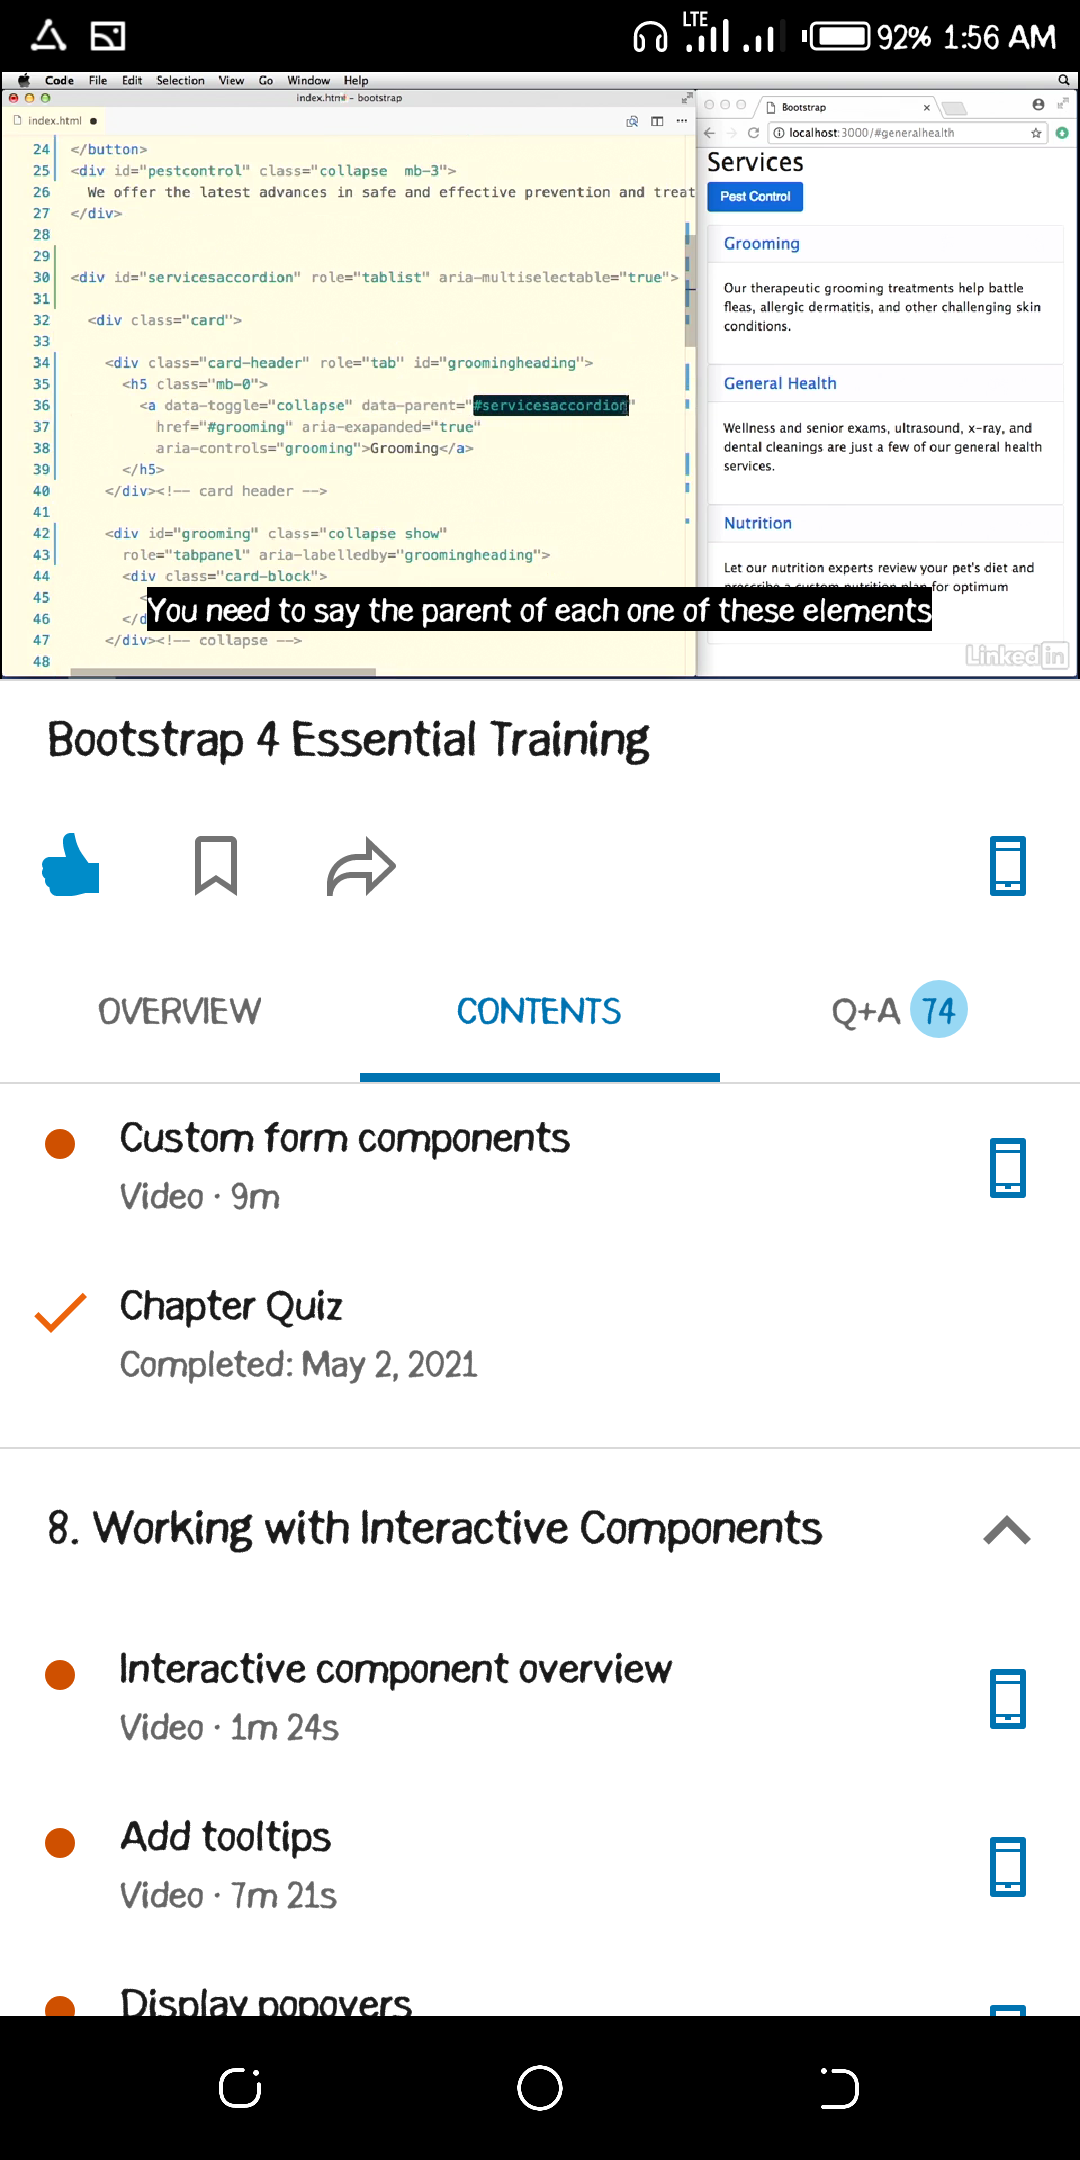 LTE
92% 1:56 AM
Code File Edit Selection View Go Window Help
index.html - bootstrap
index.html
24 </button>
25 <div id="pestcontrol" class="collapse  mb-3">
26 We offer the latest advances in safe and effective prevention and treat
27 </div>
28
29
30 <div id="servicesaccordion" role="tablist" aria-multiselectable="true">
31
32 <div class="card">
33
34 <div class="card-header" role="tab" id="groomingheading">
35 <h5 class="mb-0">
36 <a data-toggle="collapse" data-parent="#servicesaccordion"
37 href="#grooming" aria-exapanded="true"
38 aria-controls="grooming">Grooming</a>
39 </h5>
40 </div><!-- card header -->
41
42 <div id="grooming" class="collapse show"
43 role="tabpanel" aria-labelledby="groomingheading">
44 <div class="card-block">
45 <
46 </d
47 </div><!-- collapse -->
48
Bootstrap
localhost:3000/#generalhealth
Services
Pest Control
Grooming
Our therapeutic grooming treatments help battle
fleas, allergic dermatitis, and other challenging skin
conditions.
General Health
Wellness and senior exams, ultrasound, x-ray, and
dental cleanings are just a few of our general health
services.
Nutrition
Let our nutrition experts review your pet's diet and
prescribe a custom nutrition plan for optimum
You need to say the parent of each one of these elements
Linked in
Bootstrap 4 Essential Training
OVERVIEW
CONTENTS
Q+A 74
Custom form components
Video · 9m
Chapter Quiz
Completed: May 2, 2021
8. Working with Interactive Components
Interactive component overview
Video · 1m 24s
Add tooltips
Video · 7m 21s
Display popovers